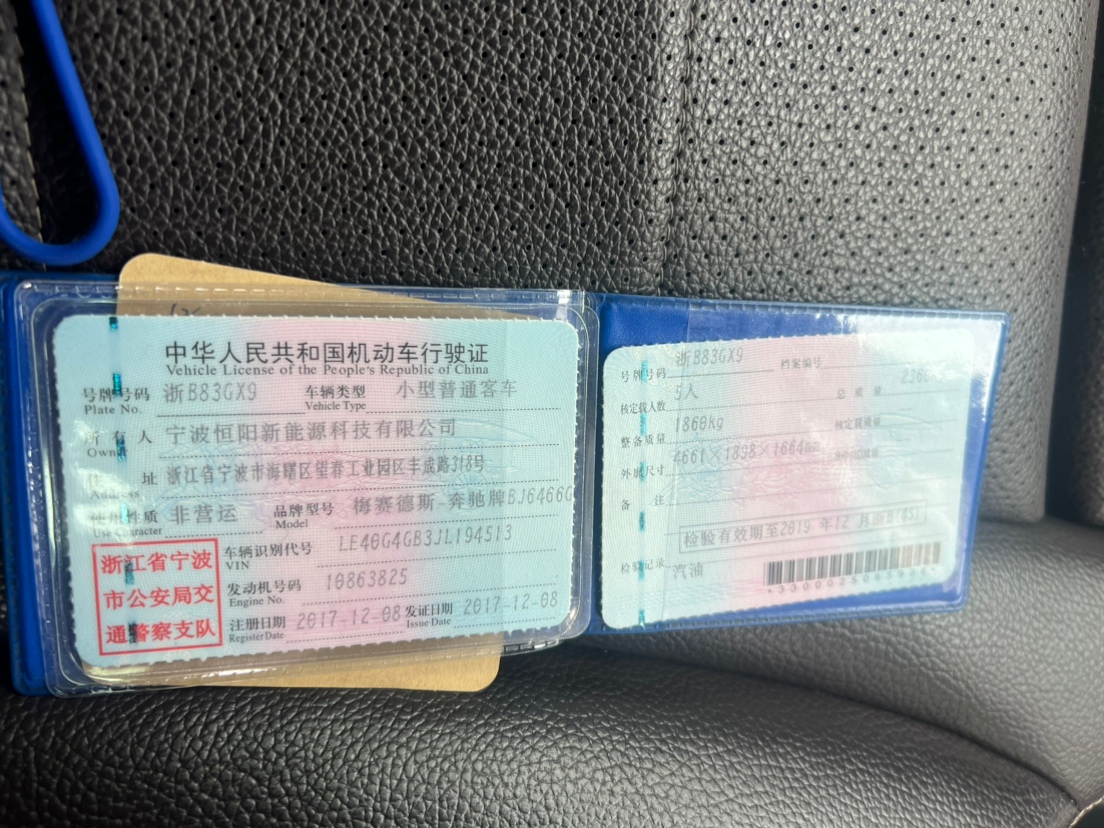 中华人民共和国机动车行驶证
Vehicle License of the People's Republic of China
号牌号码 浙B83GX9 车辆类型 小型普通客车
Plate No. Vehicle Type
所有人 宁波恒阳新能源科技有限公司
Owner
住址 浙江省宁波市海曙区望春工业园区丰成路318号
Address
使用性质 非营运 品牌型号 梅赛德斯-奔驰牌BJ6466G
Use Character Model
浙江省宁波
市公安局交
通警察支队
车辆识别代号 LE40G4GB3JL194513
VIN
发动机号码 10863825
Engine No.
注册日期 2017-12-08 发证日期 2017-12-08
Register Date Issue Date
号牌号码 浙B83GX9 档案编号
核定载人数 5人 总质量
整备质量 1860Kg 核定载质量
外廓尺寸 4661×1898×1664mm
备注
检验有效期至2019年12月浙B(45)
检验记录
汽油